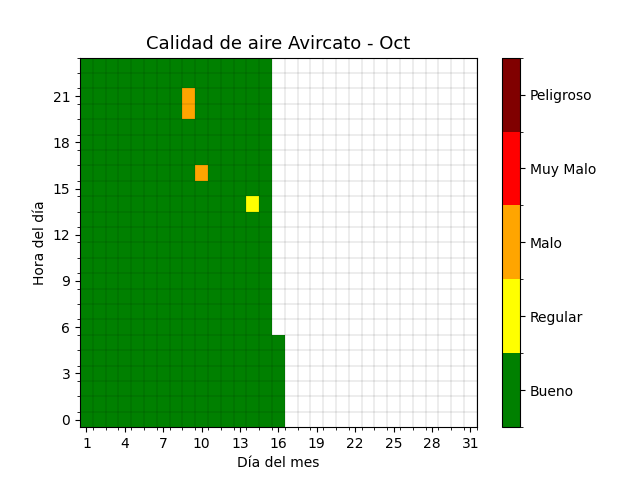 Calidad de aire Avircato - Oct
Hora del día
21
18
15
12
9
6
3
0
1 4 7 10 13 16 19 22 25 28 31
Día del mes
Peligroso
Muy Malo
Malo
Regular
Bueno